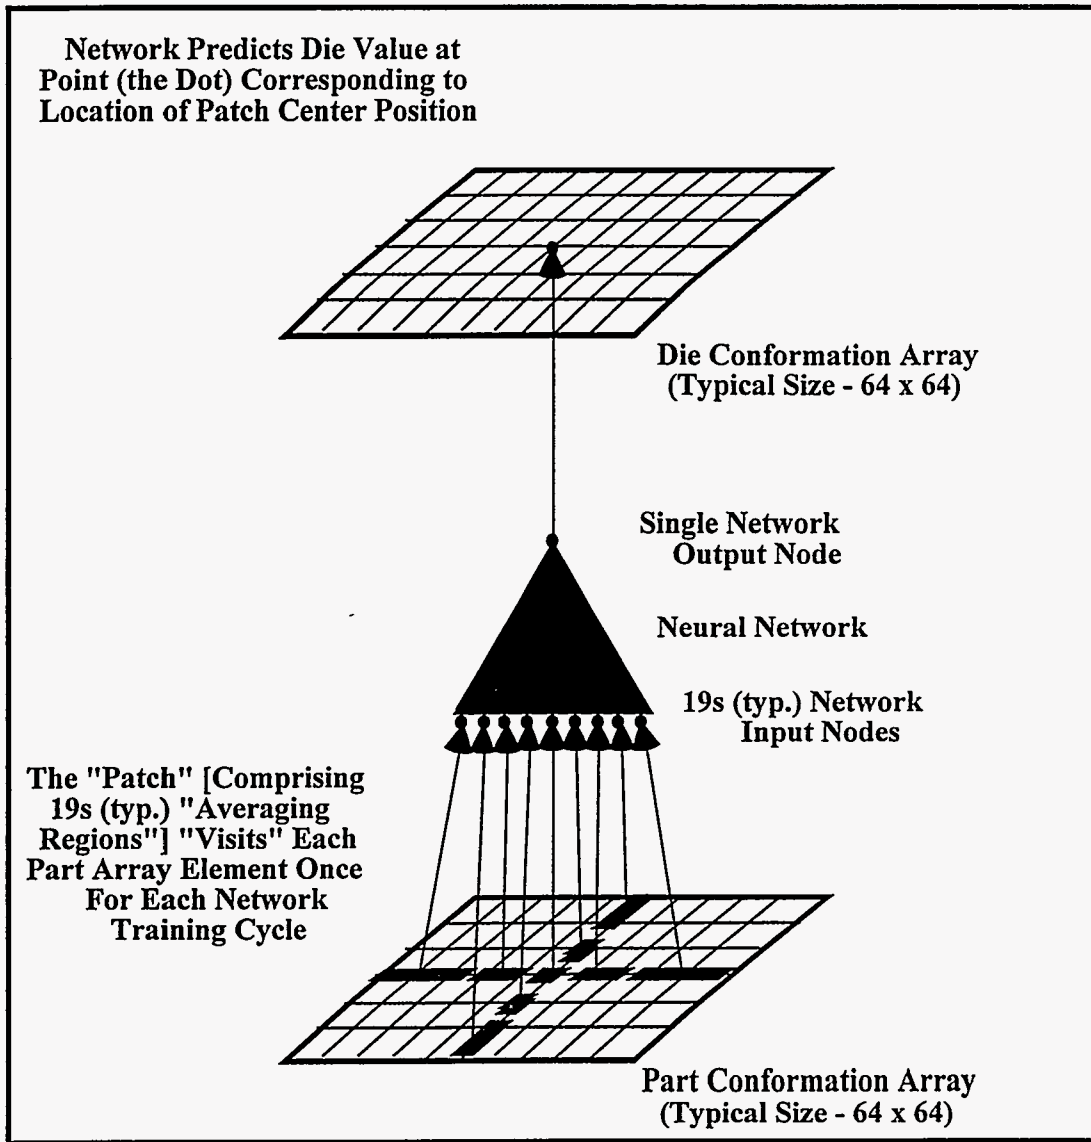 Network Predicts Die Value at
Point (the Dot) Corresponding to
Location of Patch Center Position
Die Conformation Array
(Typical Size - 64 x 64)
Single Network
Output Node
Neural Network
19s (typ.) Network
Input Nodes
The "Patch" [Comprising
19s (typ.) "Averaging
Regions"] "Visits" Each
Part Array Element Once
For Each Network
Training Cycle
Part Conformation Array
(Typical Size - 64 x 64)